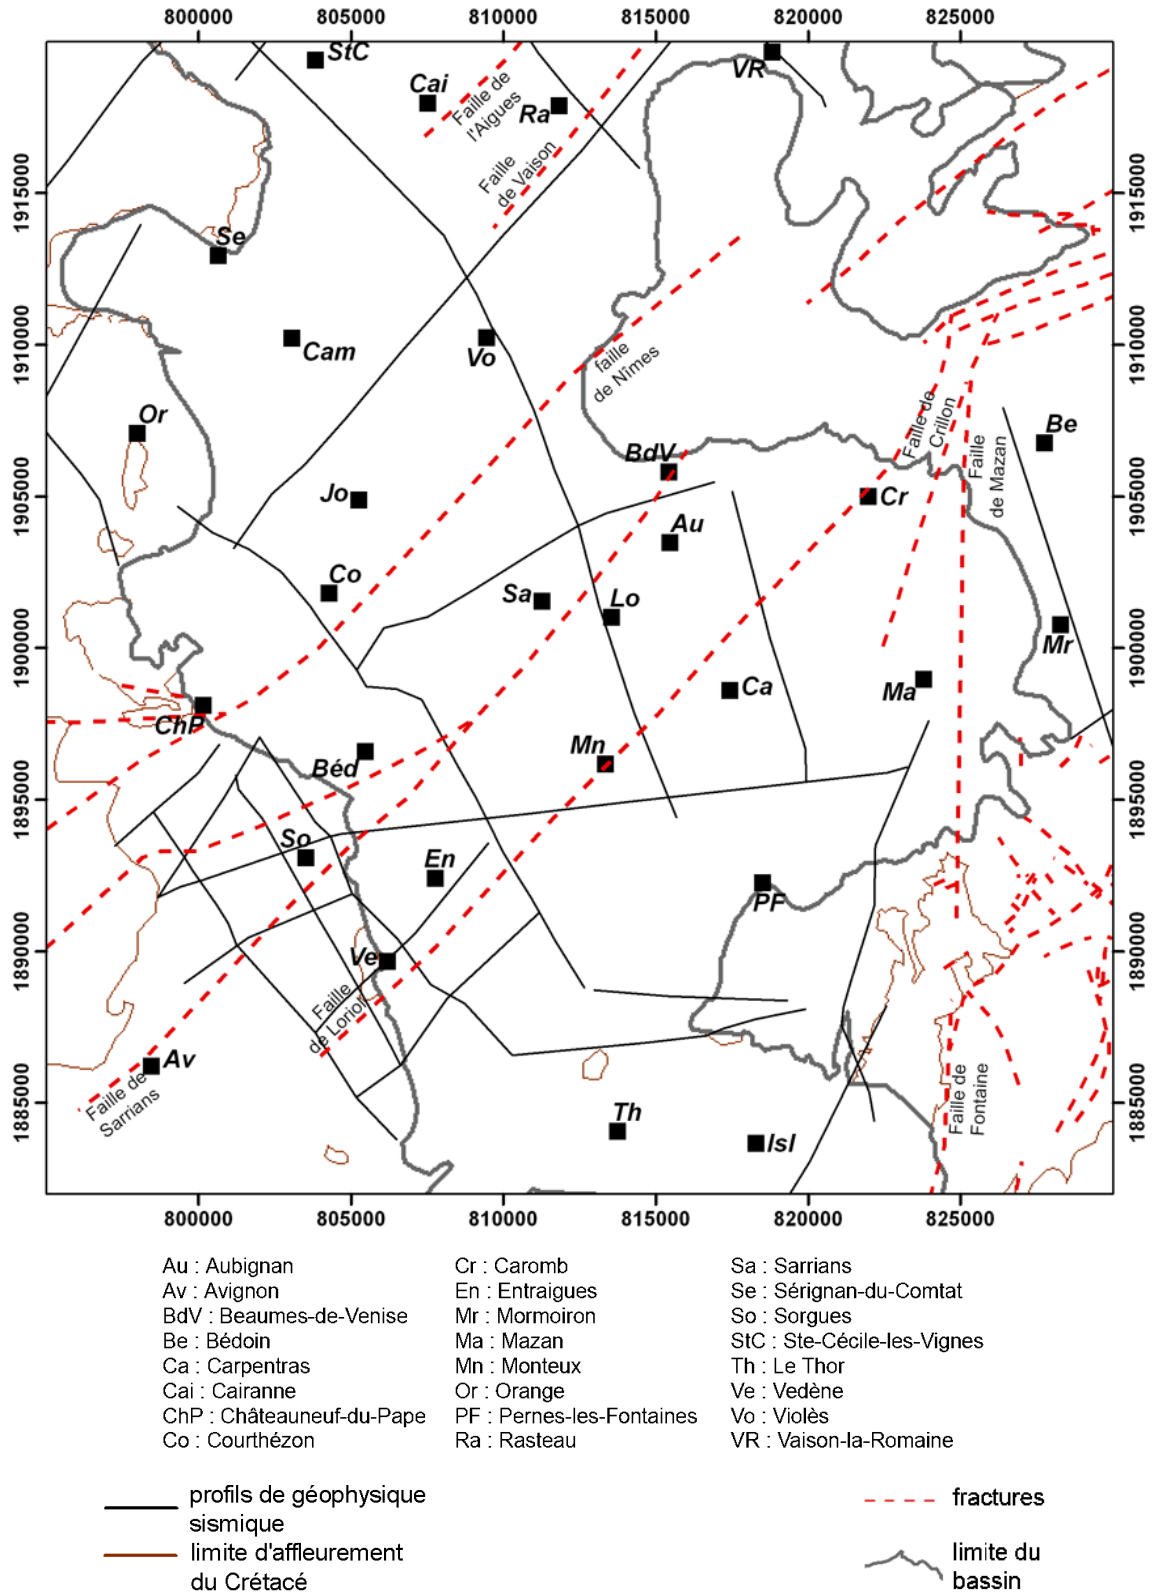 800000 805000 810000 815000 820000 825000
StC
VR
Cai
Ra
Faille de
l'Aigues
Faille
de Vaison
1915000
1915000
Se
1910000
1910000
Cam
Vo
faille
de Nîmes
Or
BdV
Faille de
Crillon
Faille
de Mazan
Be
1905000
1905000
Jo
Cr
Au
Co
Sa
Lo
1900000
1900000
Mr
Ca
Ma
ChP
Béd
Mn
1895000
1895000
So
En
PF
1890000
1890000
Ve
Faille
de Loriol
Av
Faille de
Sarrians
Faille de
Fontaine
1885000
1885000
Th
Isl
800000 805000 810000 815000 820000 825000
Au : Aubignan
Av : Avignon
BdV : Beaumes-de-Venise
Be : Bédoin
Ca : Carpentras
Cai : Cairanne
ChP : Châteauneuf-du-Pape
Co : Courthézon
Cr : Caromb
En : Entraigues
Mr : Mormoiron
Ma : Mazan
Mn : Monteux
Or : Orange
PF : Pernes-les-Fontaines
Ra : Rasteau
Sa : Sarrians
Se : Sérignan-du-Comtat
So : Sorgues
StC : Ste-Cécile-les-Vignes
Th : Le Thor
Ve : Vedène
Vo : Violès
VR : Vaison-la-Romaine
profils de géophysique
sismique
limite d'affleurement
du Crétacé
fractures
limite du
bassin